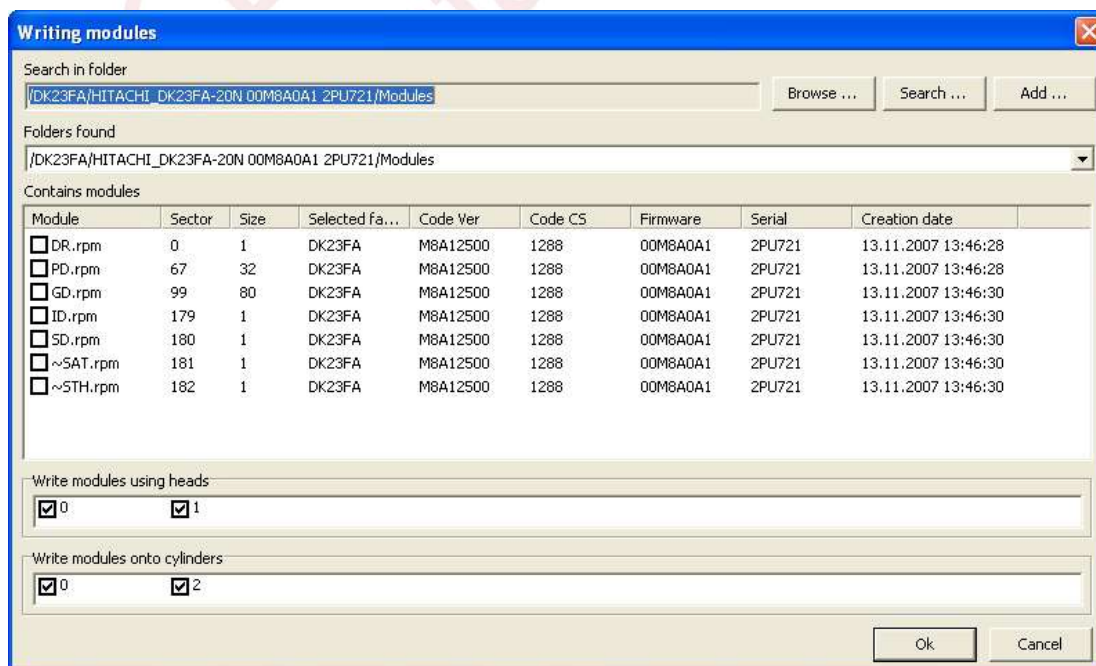 Writing modules
Search in folder
/DK23FA/HITACHI_DK23FA-20N 00M8A0A1 2PU721/Modules Browse ... Search ... Add ...
Folders found
/DK23FA/HITACHI_DK23FA-20N 00M8A0A1 2PU721/Modules
Contains modules
Module Sector Size Selected fa... Code Ver Code CS Firmware Serial Creation date
DR.rpm 0 1 DK23FA M8A12500 1288 00M8A0A1 2PU721 13.11.2007 13:46:28
PD.rpm 67 32 DK23FA M8A12500 1288 00M8A0A1 2PU721 13.11.2007 13:46:28
GD.rpm 99 80 DK23FA M8A12500 1288 00M8A0A1 2PU721 13.11.2007 13:46:30
ID.rpm 179 1 DK23FA M8A12500 1288 00M8A0A1 2PU721 13.11.2007 13:46:30
SD.rpm 180 1 DK23FA M8A12500 1288 00M8A0A1 2PU721 13.11.2007 13:46:30
~SAT.rpm 181 1 DK23FA M8A12500 1288 00M8A0A1 2PU721 13.11.2007 13:46:30
~STH.rpm 182 1 DK23FA M8A12500 1288 00M8A0A1 2PU721 13.11.2007 13:46:30
Write modules using heads
0 1
Write modules onto cylinders
0 2
Ok Cancel